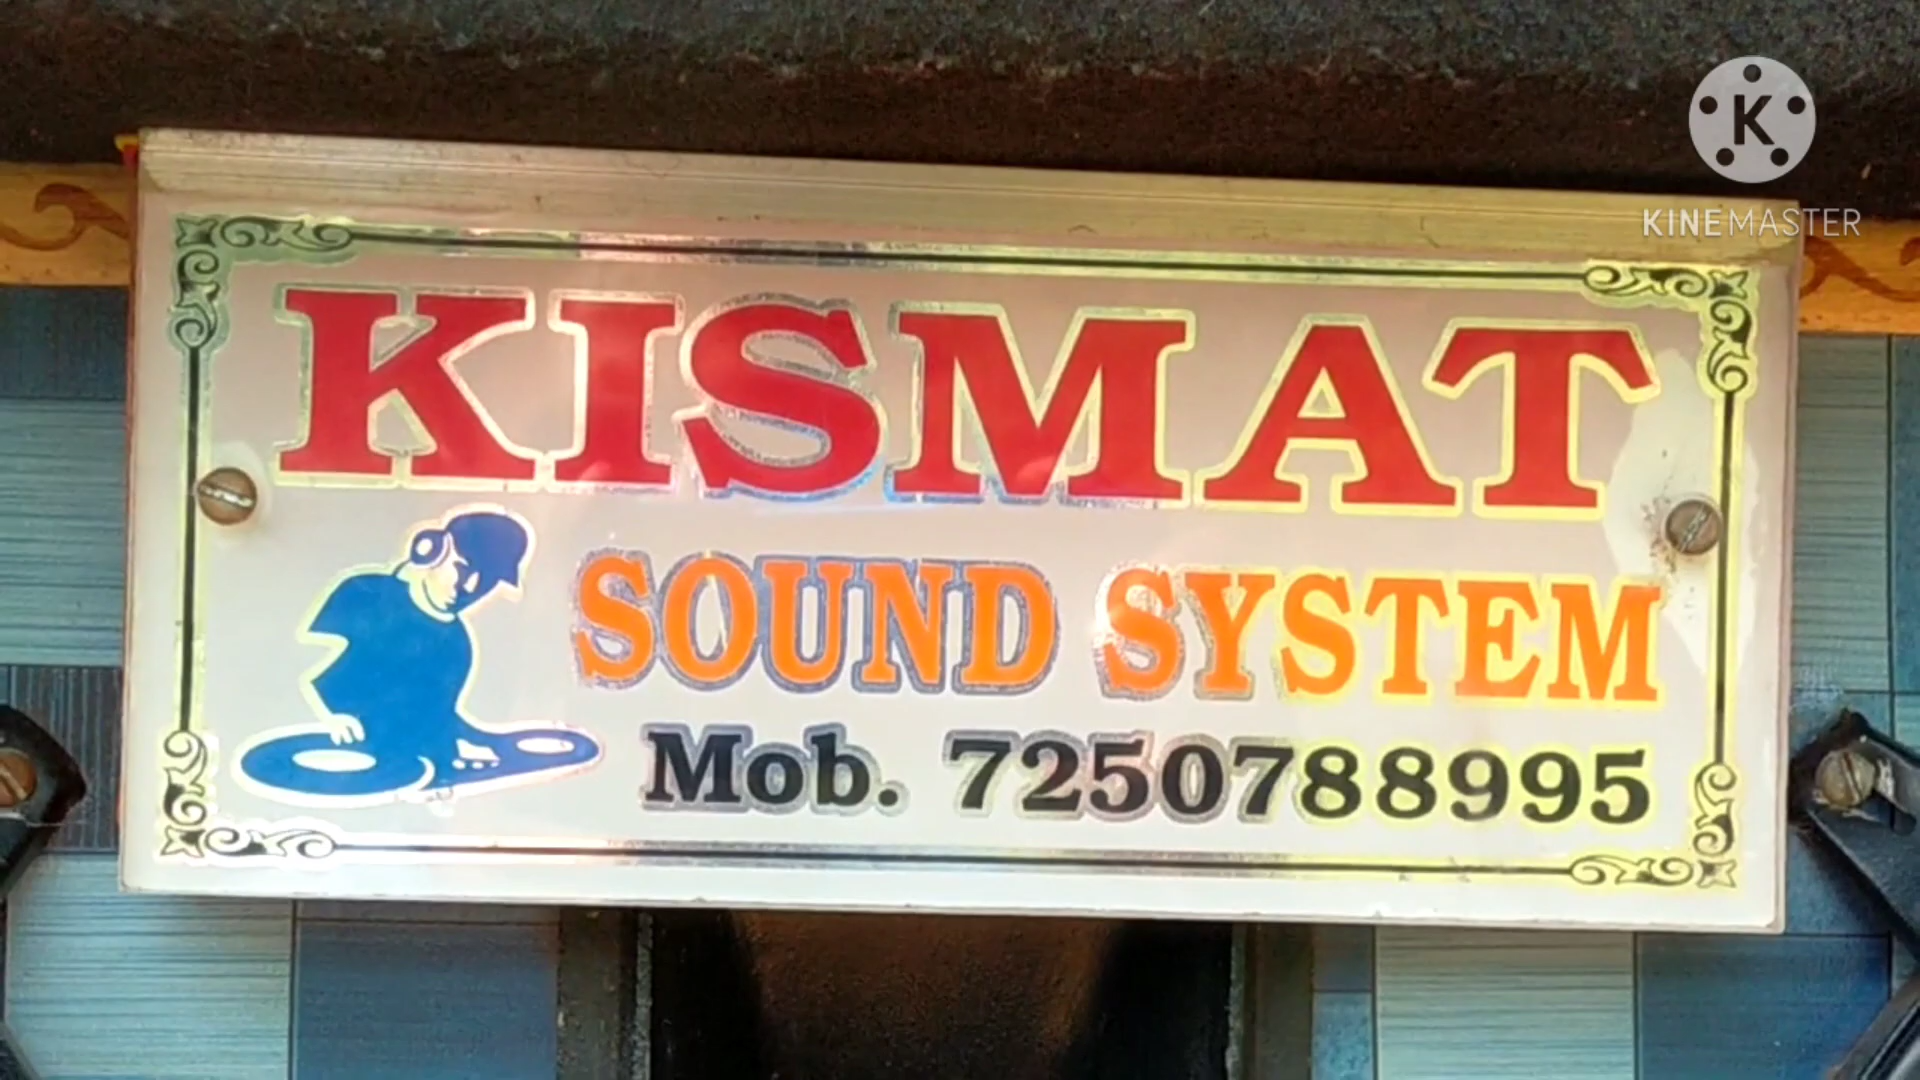 K
KINEMASTER
KISMAT
SOUND SYSTEM
Mob. 7250788995